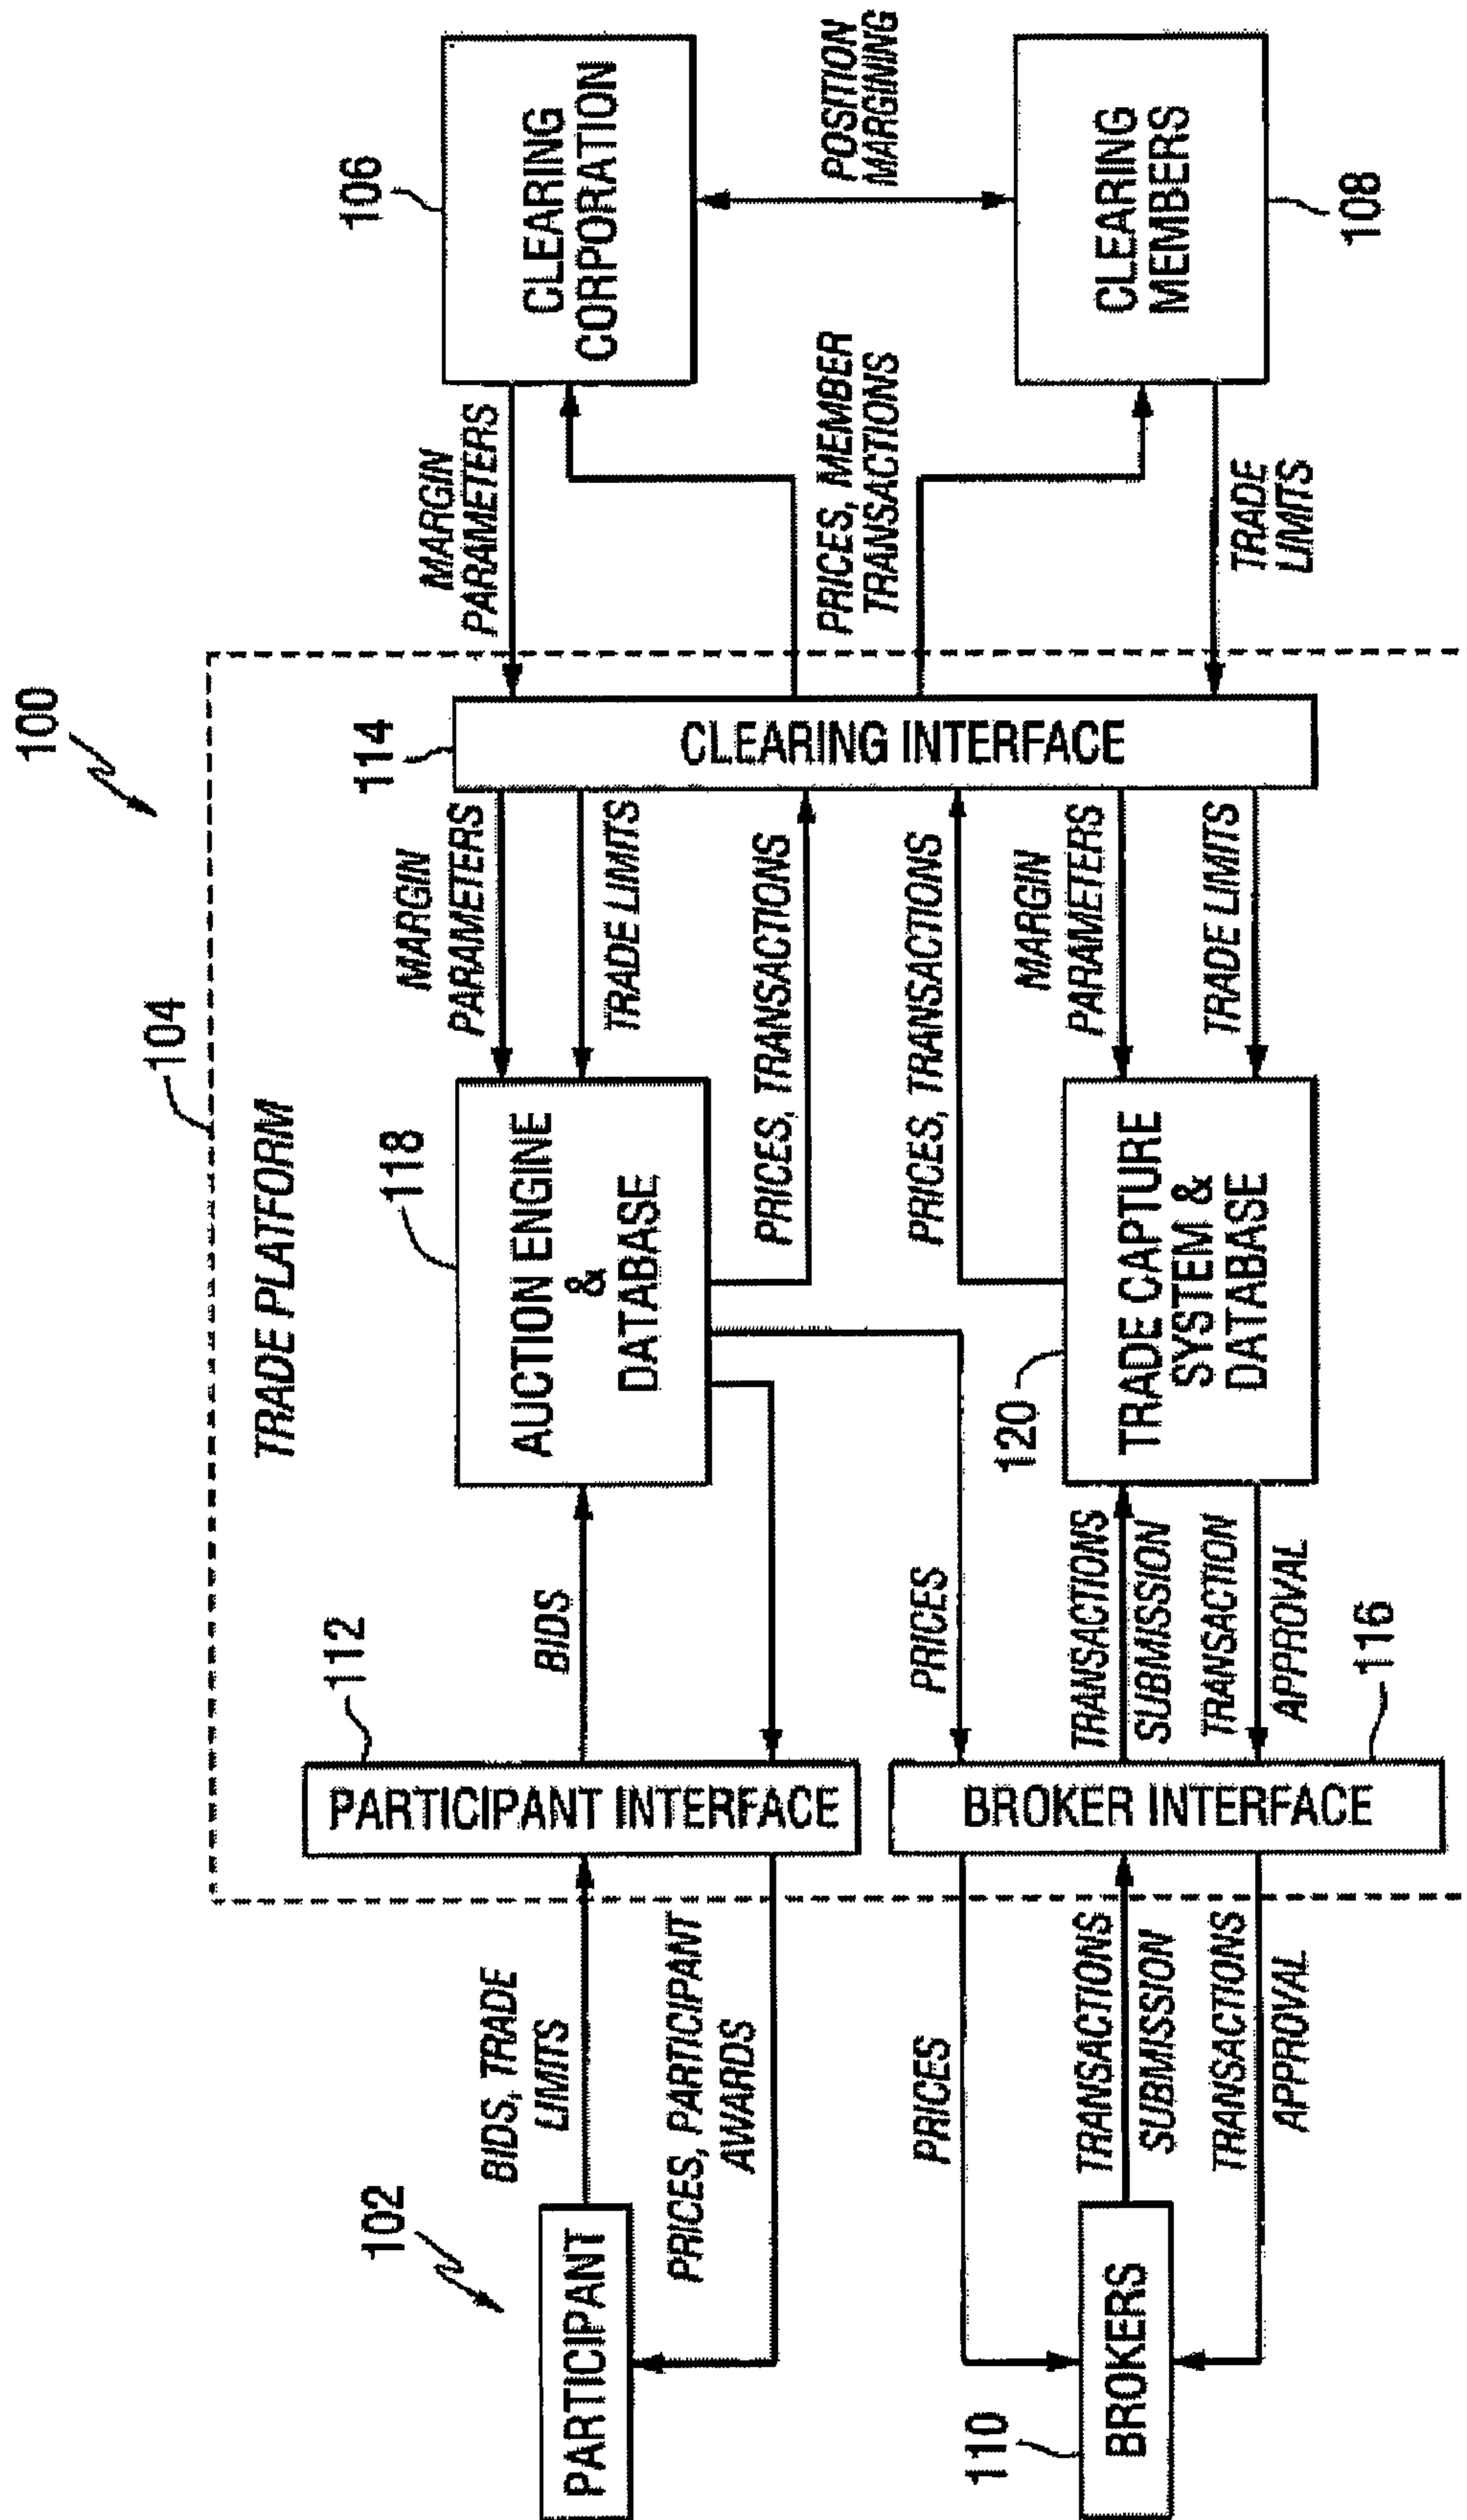 100
104
TRADE PLATFORM
102
PARTICIPANT
BIDS, TRADE
LIMITS
PRICES, PARTICIPANT
AWARDS
112
PARTICIPANT INTERFACE
BIDS
118
AUCTION ENGINE
&
DATABASE
MARGIN
PARAMETERS
TRADE LIMITS
PRICES, TRANSACTIONS
114
CLEARING INTERFACE
MARGIN
PARAMETERS
106
CLEARING
CORPORATION
PRICES, MEMBER
TRANSACTIONS
POSITION
MARGINING
110
BROKERS
PRICES
TRANSACTIONS
SUBMISSION
TRANSACTIONS
APPROVAL
BROKER INTERFACE
116
PRICES
TRANSACTIONS
SUBMISSION
TRANSACTION
APPROVAL
120
TRADE CAPTURE
SYSTEM &
DATABASE
PRICES, TRANSACTIONS
MARGIN
PARAMETERS
TRADE LIMITS
TRADE
LIMITS
CLEARING
MEMBERS
108